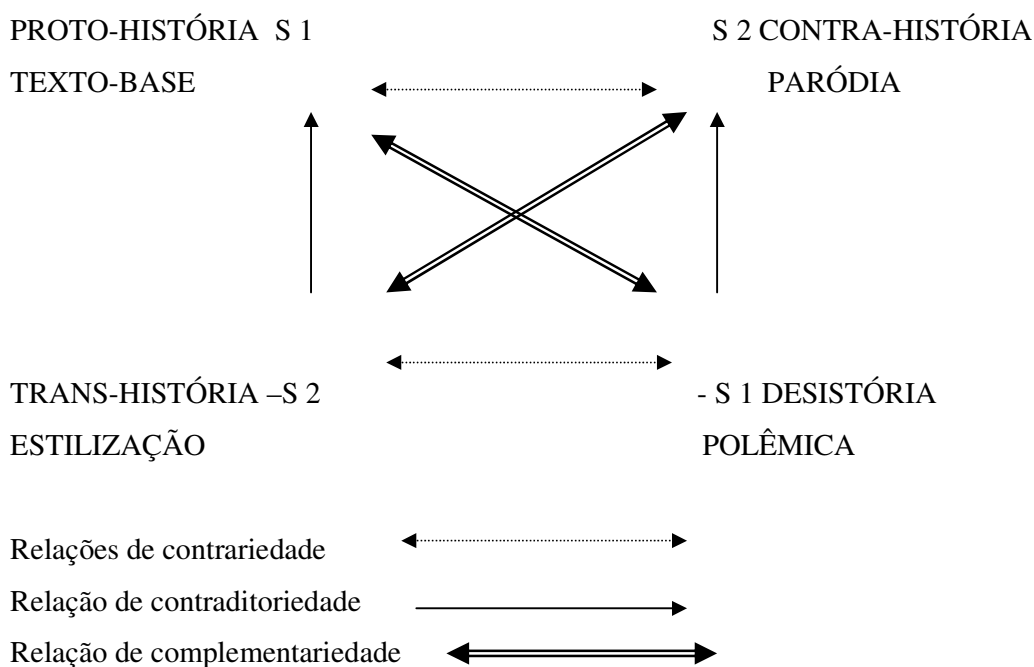 PROTO-HISTÓRIA S 1 S 2 CONTRA-HISTÓRIA
TEXTO-BASE PARÓDIA
TRANS-HISTÓRIA –S 2 - S 1 DESISTÓRIA
ESTILIZAÇÃO POLÊMICA
Relações de contrariedade
Relação de contraditoriedade
Relação de complementariedade